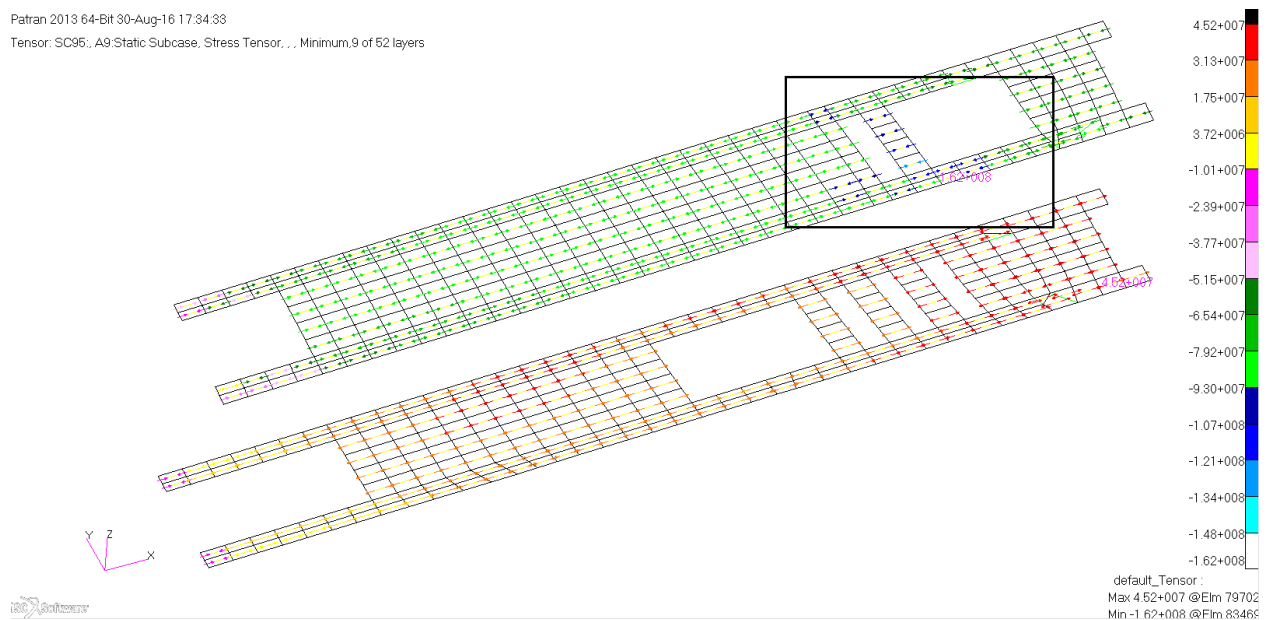 Patran 2013 64-Bit 30-Aug-16 17:34:33
Tensor: SC95:, A9:Static Subcase, Stress Tensor, , , Minimum,9 of 52 layers
4.52+007
3.13+007
1.75+007
3.72+006
-1.01+007
-2.39+007
-3.77+007
-5.15+007
-6.54+007
-7.92+007
-9.30+007
-1.07+008
-1.21+008
-1.34+008
-1.48+008
-1.62+008
-1.62+008
4.52+007
Y Z
X
Software
default_Tensor :
Max 4.52+007 @Elm 79702
Min -1.62+008 @Elm 83469